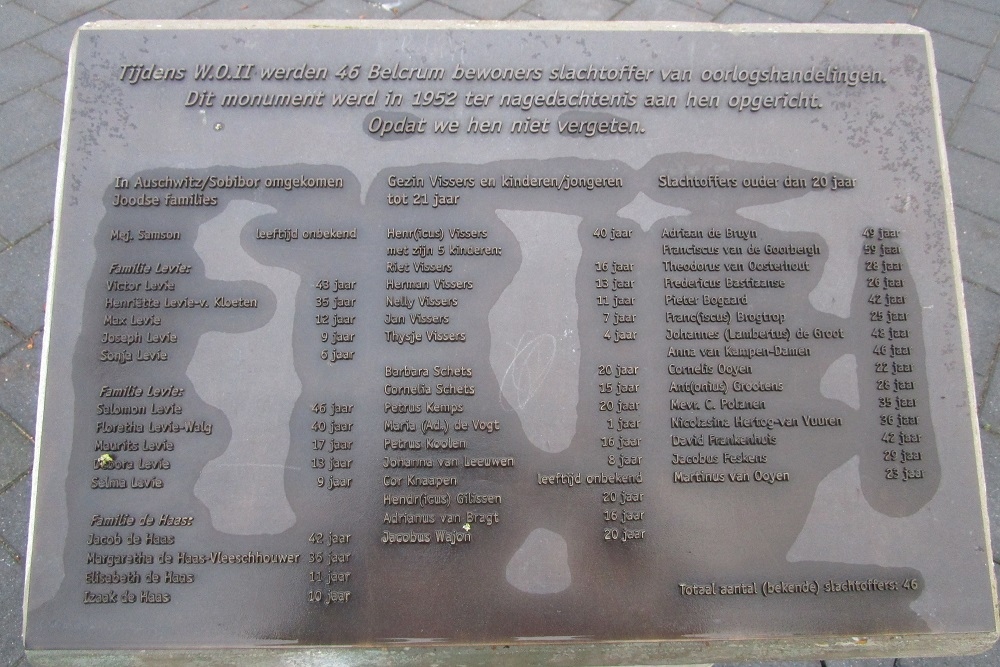 Tijdens W.O.II werden 46 Belcrum bewoners slachtoffer van oorlogshandelingen.
Dit monument werd in 1952 ter nagedachtenis aan hen opgericht.
Opdat we hen niet vergeten.
In Auschwitz/Sobibor omgekomen
Joodse families
Mej. Samson leeftijd onbekend
Familie Levie:
Victor Levie 43 jaar
Henriëtte Levie-v. Kloeten 35 jaar
Max Levie 12 jaar
Joseph Levie 9 jaar
Sonja Levie 6 jaar
Familie Levie:
Salomon Levie 46 jaar
Floretha Levie-Walg 40 jaar
Maurits Levie 17 jaar
Debora Levie 13 jaar
Selma Levie 9 jaar
Familie de Haas:
Jacob de Haas 42 jaar
Margaretha de Haas-Vleeschhouwer 36 jaar
Elisabeth de Haas 11 jaar
Izaak de Haas 10 jaar
Gezin Vissers en kinderen/jongeren
tot 21 jaar
Henr(icus) Vissers 40 jaar
met zijn 5 kinderen:
Riet Vissers 16 jaar
Herman Vissers 13 jaar
Nelly Vissers 11 jaar
Jan Vissers 7 jaar
Thysje Vissers 4 jaar
Barbara Schets 20 jaar
Cornelia Schets 15 jaar
Petrus Kemps 20 jaar
Maria (Ad.) de Vogt 1 jaar
Petrus Koolen 16 jaar
Johanna van Leeuwen 8 jaar
Cor Knaapen leeftijd onbekend
Hendr(icus) Gilissen 20 jaar
Adrianus van Bragt 16 jaar
Jacobus Wajon 20 jaar
Slachtoffers ouder dan 20 jaar
Adriaan de Bruyn 49 jaar
Franciscus van de Goorbergh 59 jaar
Theodorus van Oosterhout 28 jaar
Fredericus Bastiaanse 26 jaar
Pieter Bogaard 42 jaar
Franc(iscus) Brogtrop 25 jaar
Johannes (Lambertus) de Groot 48 jaar
Anna van Kampen-Damen 46 jaar
Cornelis Ooyen 22 jaar
Ant(onius) Grootens 28 jaar
Mevr. C. Potanen 35 jaar
Nicolasina Hertog-van Vuuren 36 jaar
David Frankenhuis 42 jaar
Jacobus Feskens 29 jaar
Martinus van Ooyen 23 jaar
Totaal aantal (bekende) slachtoffers: 46